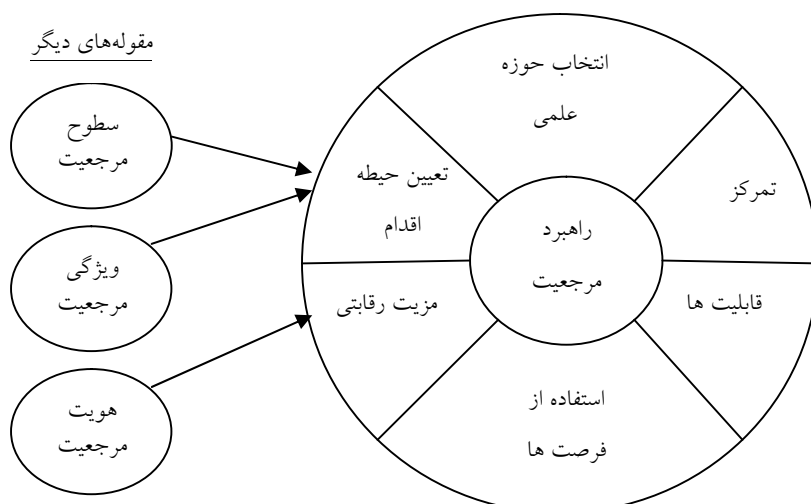 مقوله‌های دیگر
سطوح
مرجعیت
ویژگی
مرجعیت
هویت
مرجعیت
انتخاب حوزه
علمی
تمرکز
قابلیت ها
استفاده از
فرصت ها
مزیت رقابتی
تعیین حیطه
اقدام
راهبرد
مرجعیت